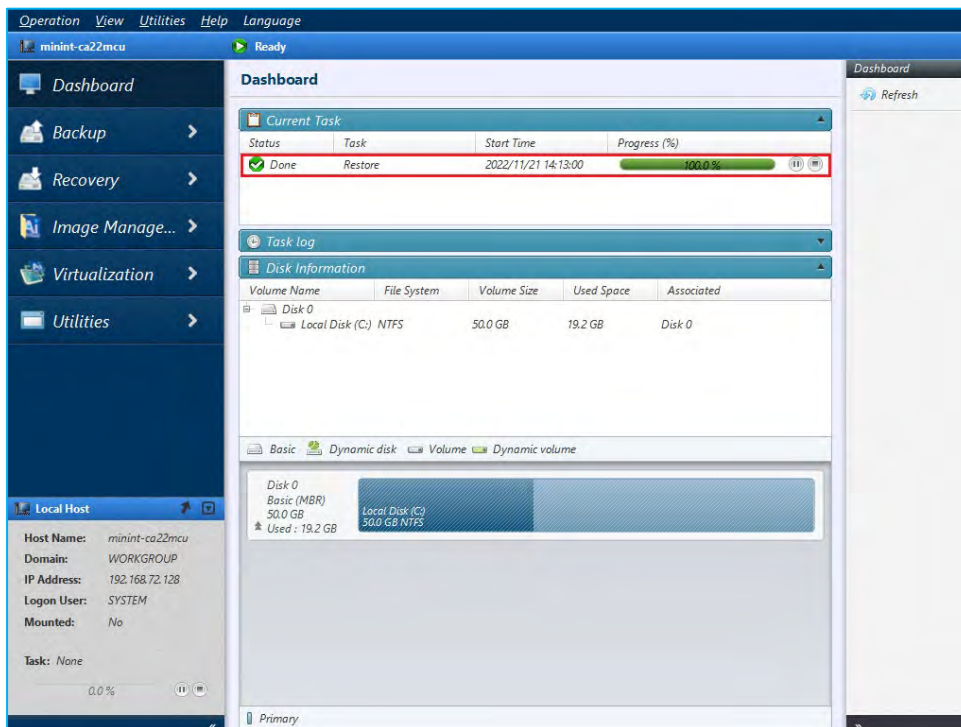 Operation View Utilities Help Language
minint-ca22mcu Ready
Dashboard
Backup
Recovery
Image Manage...
Virtualization
Utilities
Dashboard
Current Task
Status Task Start Time Progress (%)
Done Restore 2022/11/21 14:13:00 100.0 %
Task log
Disk Information
Volume Name File System Volume Size Used Space Associated
Disk 0
Local Disk (C:) NTFS 50.0 GB 19.2 GB Disk 0
Basic Dynamic disk Volume Dynamic volume
Disk 0
Basic (MBR)
50.0 GB
Used : 19.2 GB
Local Disk (C:)
50.0 GB NTFS
Primary
Local Host
Host Name: minint-ca22mcu
Domain: WORKGROUP
IP Address: 192.168.72.128
Logon User: SYSTEM
Mounted: No
Task: None
0.0 %
Dashboard
Refresh